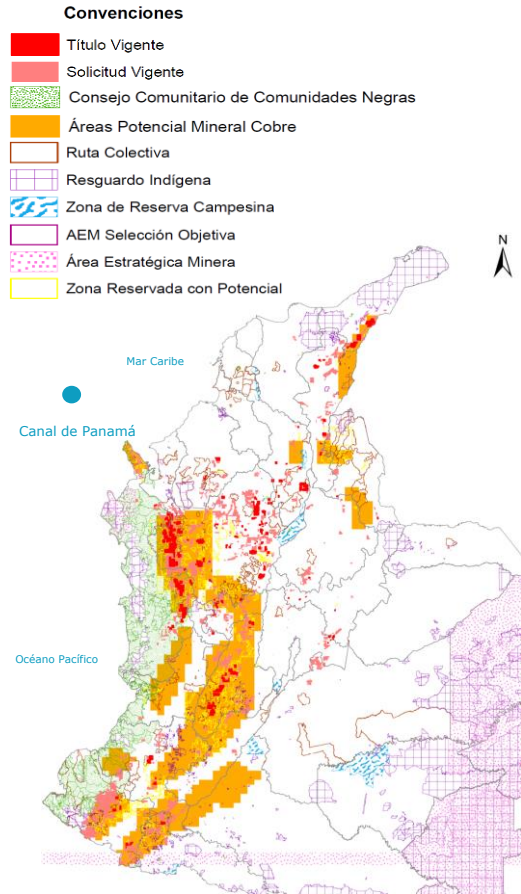 Convenciones
Título Vigente
Solicitud Vigente
Consejo Comunitario de Comunidades Negras
Áreas Potencial Mineral Cobre
Ruta Colectiva
Resguardo Indígena
Zona de Reserva Campesina
AEM Selección Objetiva
Área Estratégica Minera
Zona Reservada con Potencial
N
Mar Caribe
Canal de Panamá
Océano Pacífico